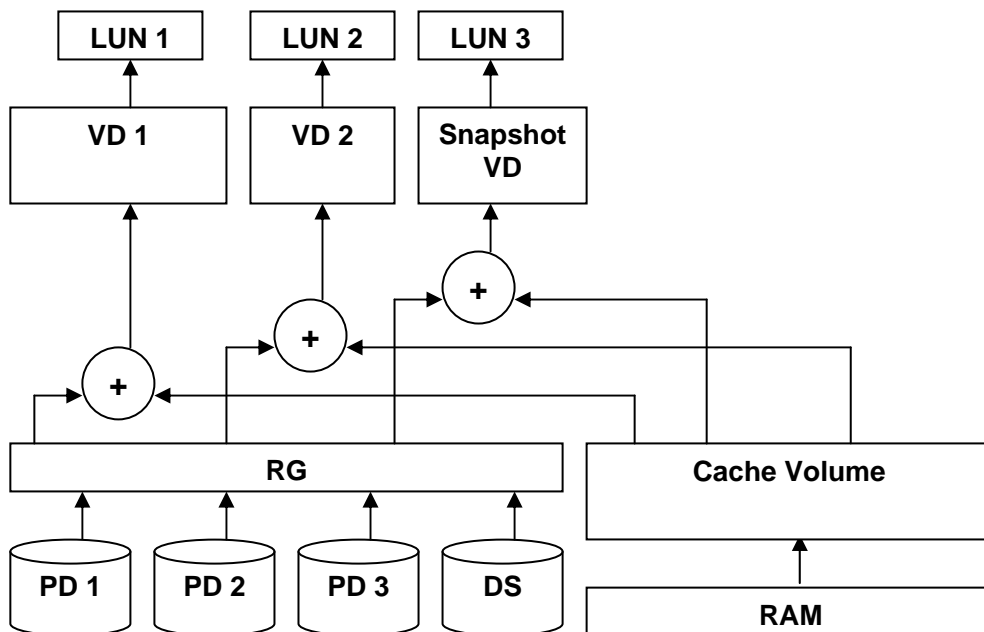 LUN 1
LUN 2
LUN 3
VD 1
VD 2
Snapshot
VD
+
+
+
RG
Cache Volume
PD 1
PD 2
PD 3
DS
RAM